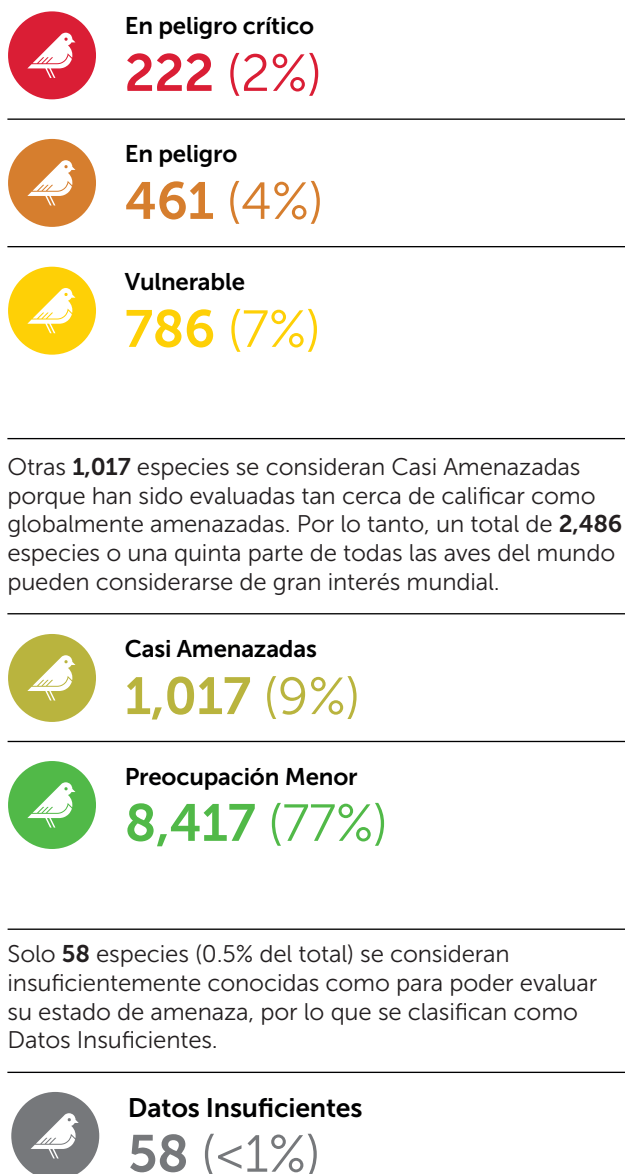 En peligro crítico
222 (2%)
En peligro
461 (4%)
Vulnerable
786 (7%)
Otras 1,017 especies se consideran Casi Amenazadas
porque han sido evaluadas tan cerca de calificar como
globalmente amenazadas. Por lo tanto, un total de 2,486
especies o una quinta parte de todas las aves del mundo
pueden considerarse de gran interés mundial.
Casi Amenazadas
1,017 (9%)
Preocupación Menor
8,417 (77%)
Solo 58 especies (0.5% del total) se consideran
insuficientemente conocidas como para poder evaluar
su estado de amenaza, por lo que se clasifican como
Datos Insuficientes.
Datos Insuficientes
58 (<1%)